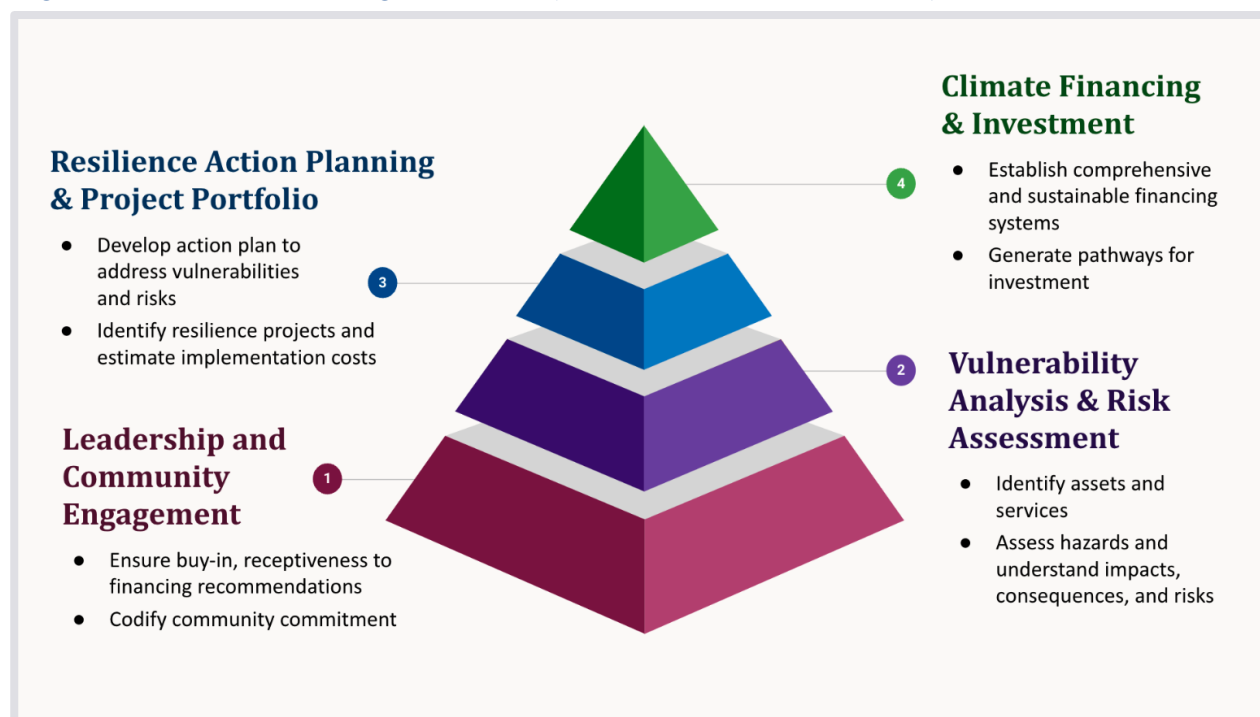 Climate Financing
& Investment
● Establish comprehensive
and sustainable financing
systems
● Generate pathways for
investment
4
Resilience Action Planning
& Project Portfolio
● Develop action plan to
address vulnerabilities
and risks
● Identify resilience projects and
estimate implementation costs
3
Vulnerability
Analysis & Risk
Assessment
● Identify assets and
services
● Assess hazards and
understand impacts,
consequences, and risks
2
Leadership and
Community
Engagement
● Ensure buy-in, receptiveness to
financing recommendations
● Codify community commitment
1